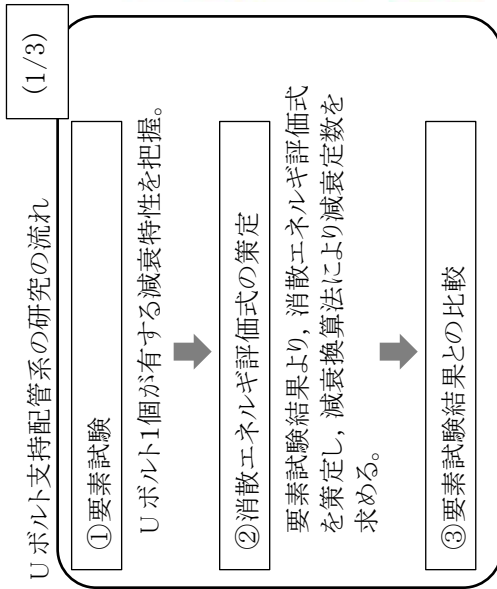 Uボルト支持配管系の研究の流れ
(1/3)
①要素試験
Uボルト1個が有する減衰特性を把握。
②消散エネルギ評価式の策定
要素試験結果より，消散エネルギ評価式
を策定し，減衰換算法により減衰定数を
求める。
③要素試験結果との比較